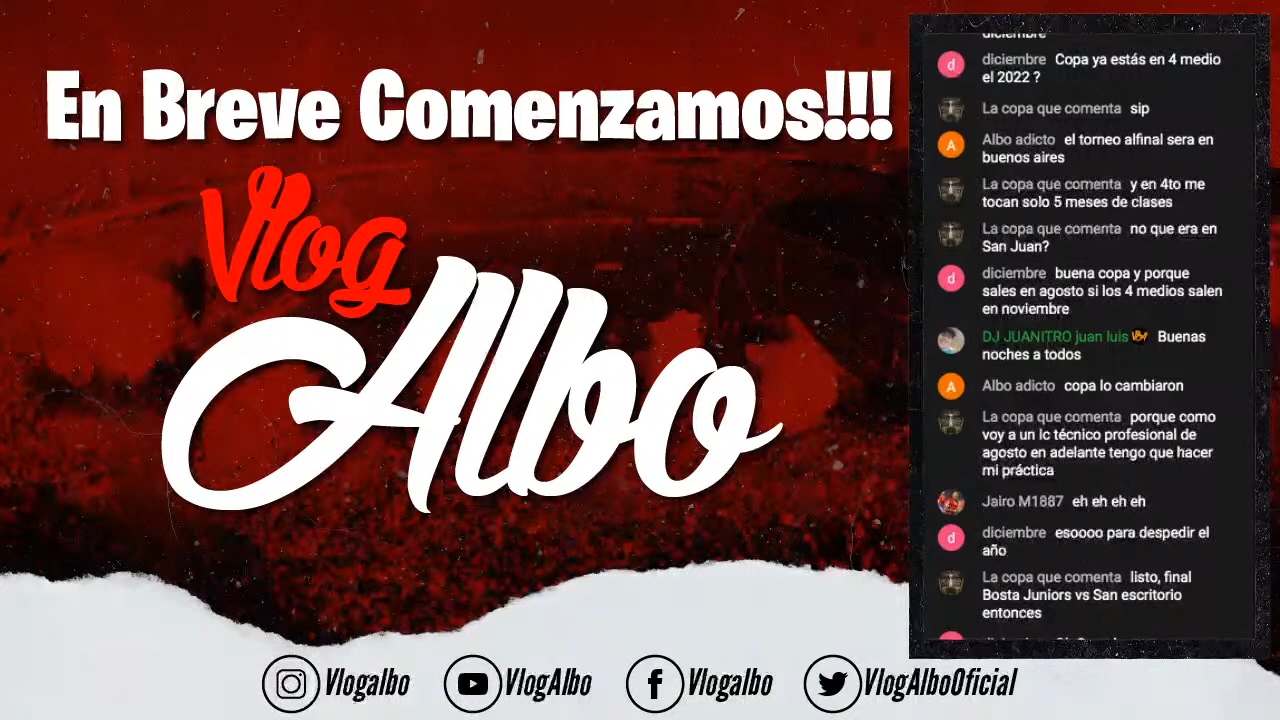 En Breve Comenzamos!!!
Vlog
Albo
diciembre
diciembre Copa ya estás en 4 medio
el 2022 ?
La copa que comenta sip
A
Albo adicto el torneo alfinal sera en
buenos aires
La copa que comenta y en 4to me
tocan solo 5 meses de clases
La copa que comenta no que era en
San Juan?
d
diciembre buena copa y porque
sales en agosto si los 4 medios salen
en noviembre
DJ JUANITRO juan luis Buenas
noches a todos
A
Albo adicto copa lo cambiaron
La copa que comenta porque como
voy a un lc técnico profesional de
agosto en adelante tengo que hacer
mi práctica
Jairo M1887 eh eh eh eh
d
diciembre esoooo para despedir el
año
La copa que comenta listo, final
Bosta Juniors vs San escritorio
entonces
Vlogalbo
VlogAlbo
Vlogalbo
VlogAlboOficial